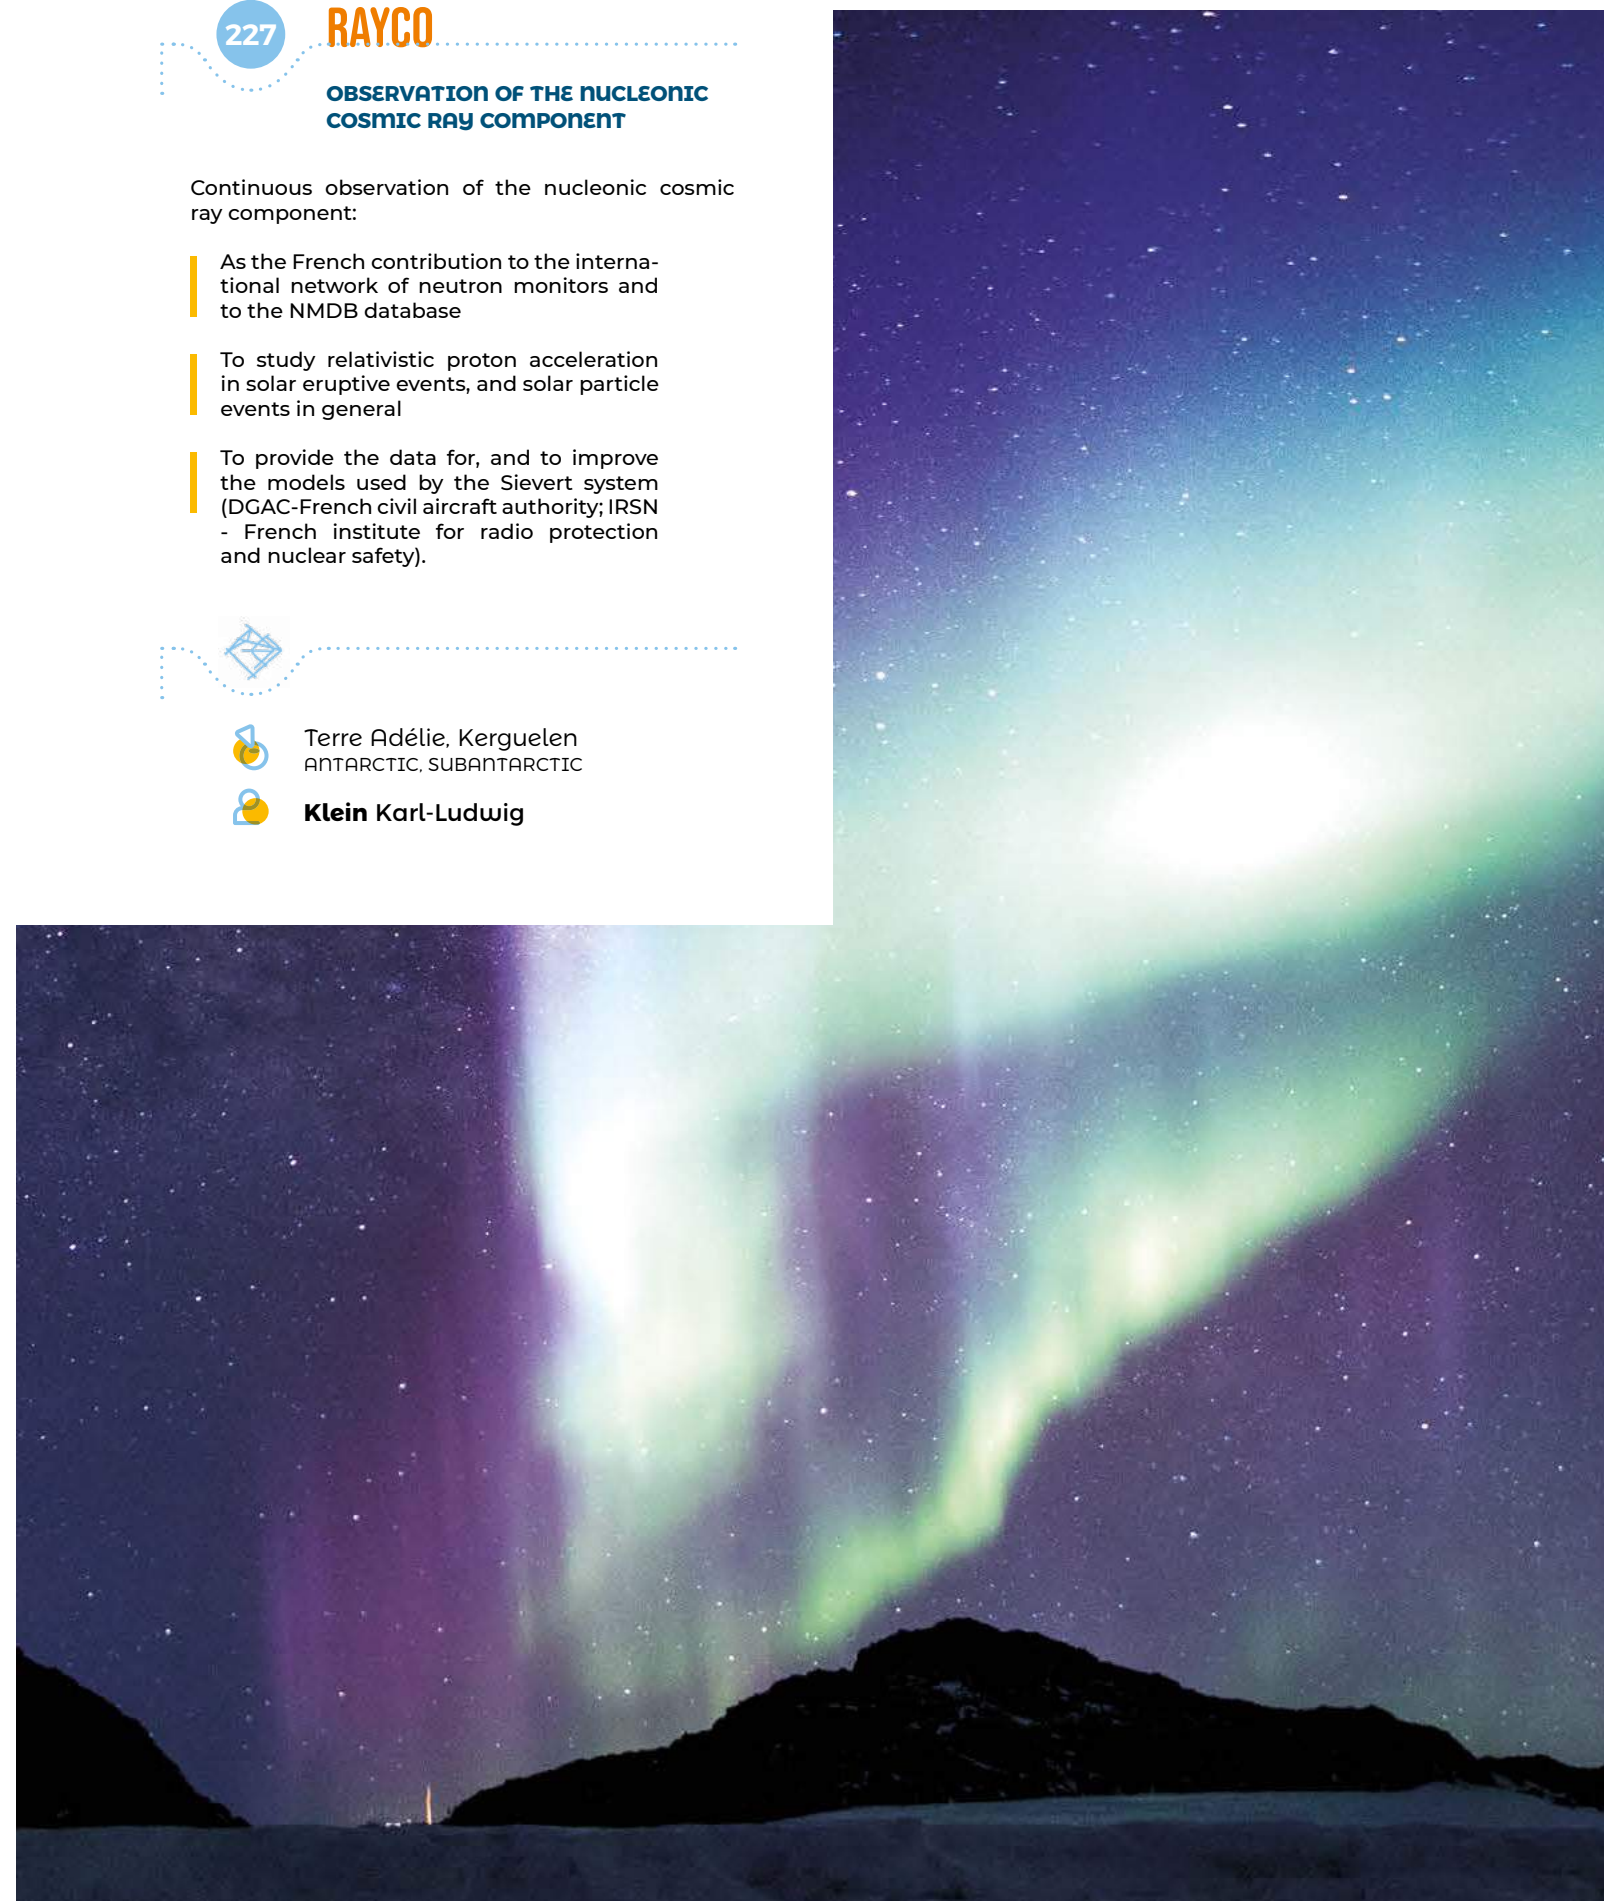 227
RAYCO
OBSERVATION OF THE NUCLEONIC
COSMIC RAY COMPONENT
Continuous observation of the nucleonic cosmic
ray component:
As the French contribution to the interna-
tional network of neutron monitors and
to the NMDB database
To study relativistic proton acceleration
in solar eruptive events, and solar particle
events in general
To provide the data for, and to improve
the models used by the Sievert system
(DGAC-French civil aircraft authority; IRSN
- French institute for radio protection
and nuclear safety).
Terre Adélie, Kerguelen
ANTARCTIC, SUBANTARCTIC
Klein Karl-Ludwig